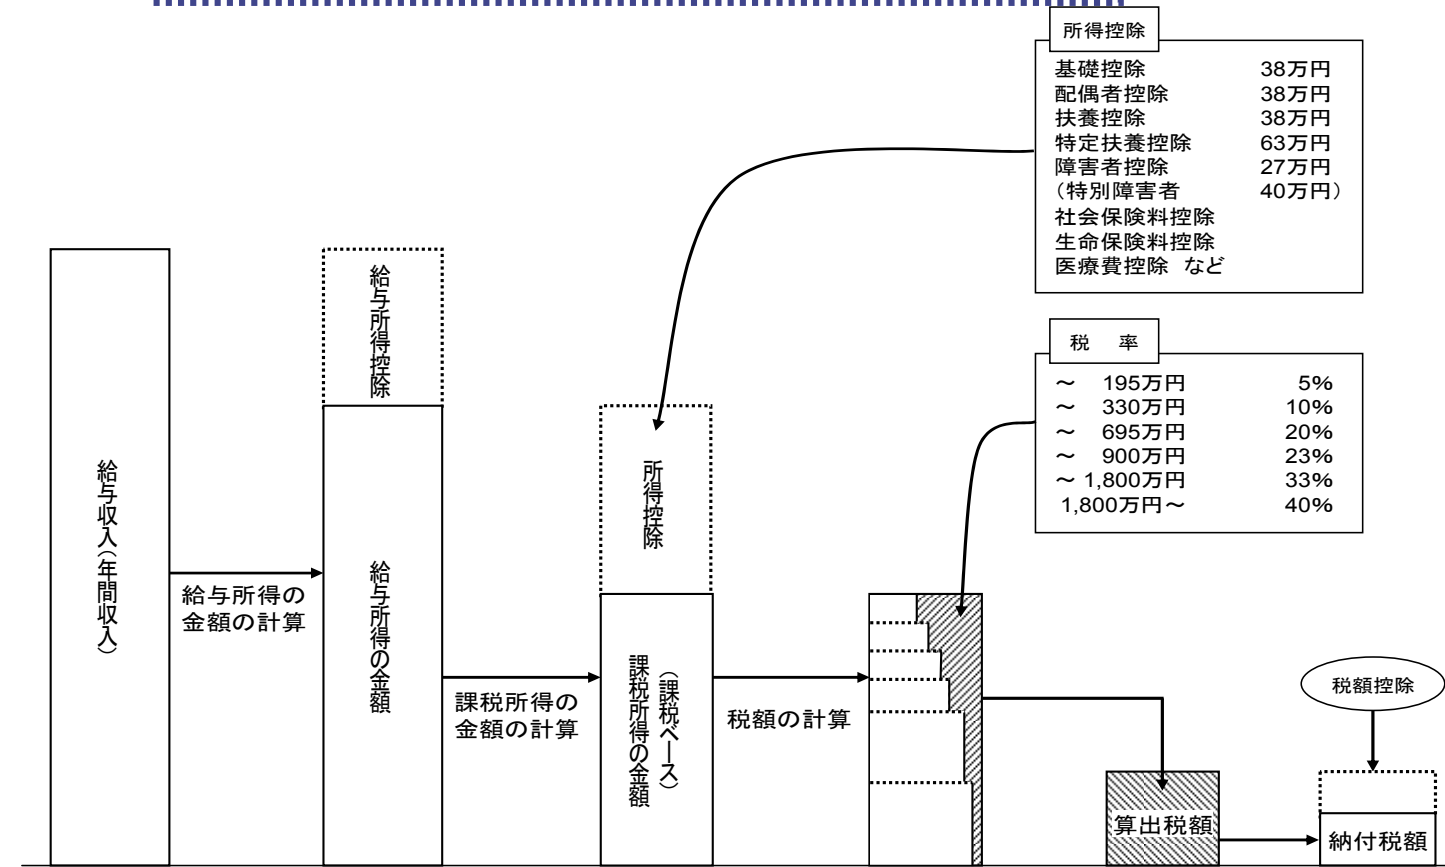 所得控除
基礎控除 38万円
配偶者控除 38万円
扶養控除 38万円
特定扶養控除 63万円
障害者控除 27万円
（特別障害者 40万円）
社会保険料控除
生命保険料控除
医療費控除 など
税 率
～ 195万円 5%
～ 330万円 10%
～ 695万円 20%
～ 900万円 23%
～ 1,800万円 33%
1,800万円～ 40%
給与収入（年間収入）
給与所得の
金額の計算
給与所得控除
給与所得の金額
課税所得の
金額の計算
所得控除
（課税ベース）
課税所得の金額
税額の計算
算出税額
税額控除
納付税額